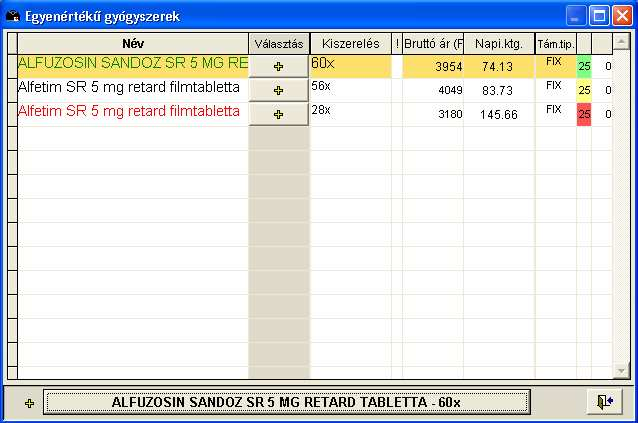 Egyenértékű gyógyszerek
Név Választás Kiszerelés ! Bruttó ár (F Napi.ktg. Tám.tip.
ALFUZOSIN SANDOZ SR 5 MG RE 60x 3954 74.13 FIX 25 0
Alfetim SR 5 mg retard filmtabletta 56x 4049 83.73 FIX 25 0
Alfetim SR 5 mg retard filmtabletta 28x 3180 145.66 FIX 25 0
ALFUZOSIN SANDOZ SR 5 MG RETARD TABLETTA - 60x